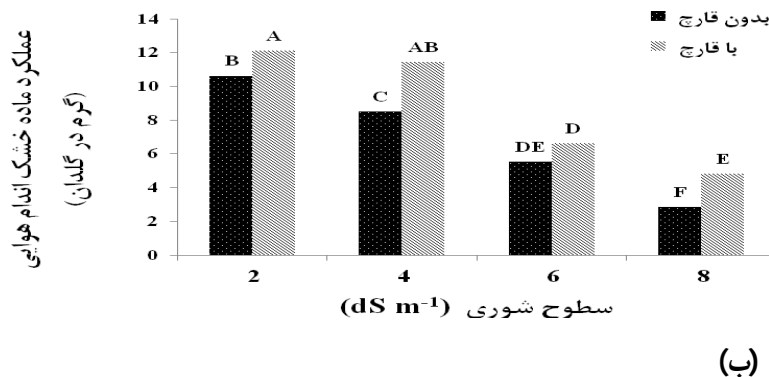 بدون قارچ
با قارچ
عملکرد ماده خشک اندام هوایی
(گرم در گلدان)
14
12
10
8
6
4
2
0
B
A
C
AB
DE
D
F
E
2
4
6
8
سطوح شوری (dS m⁻¹)
(ب)